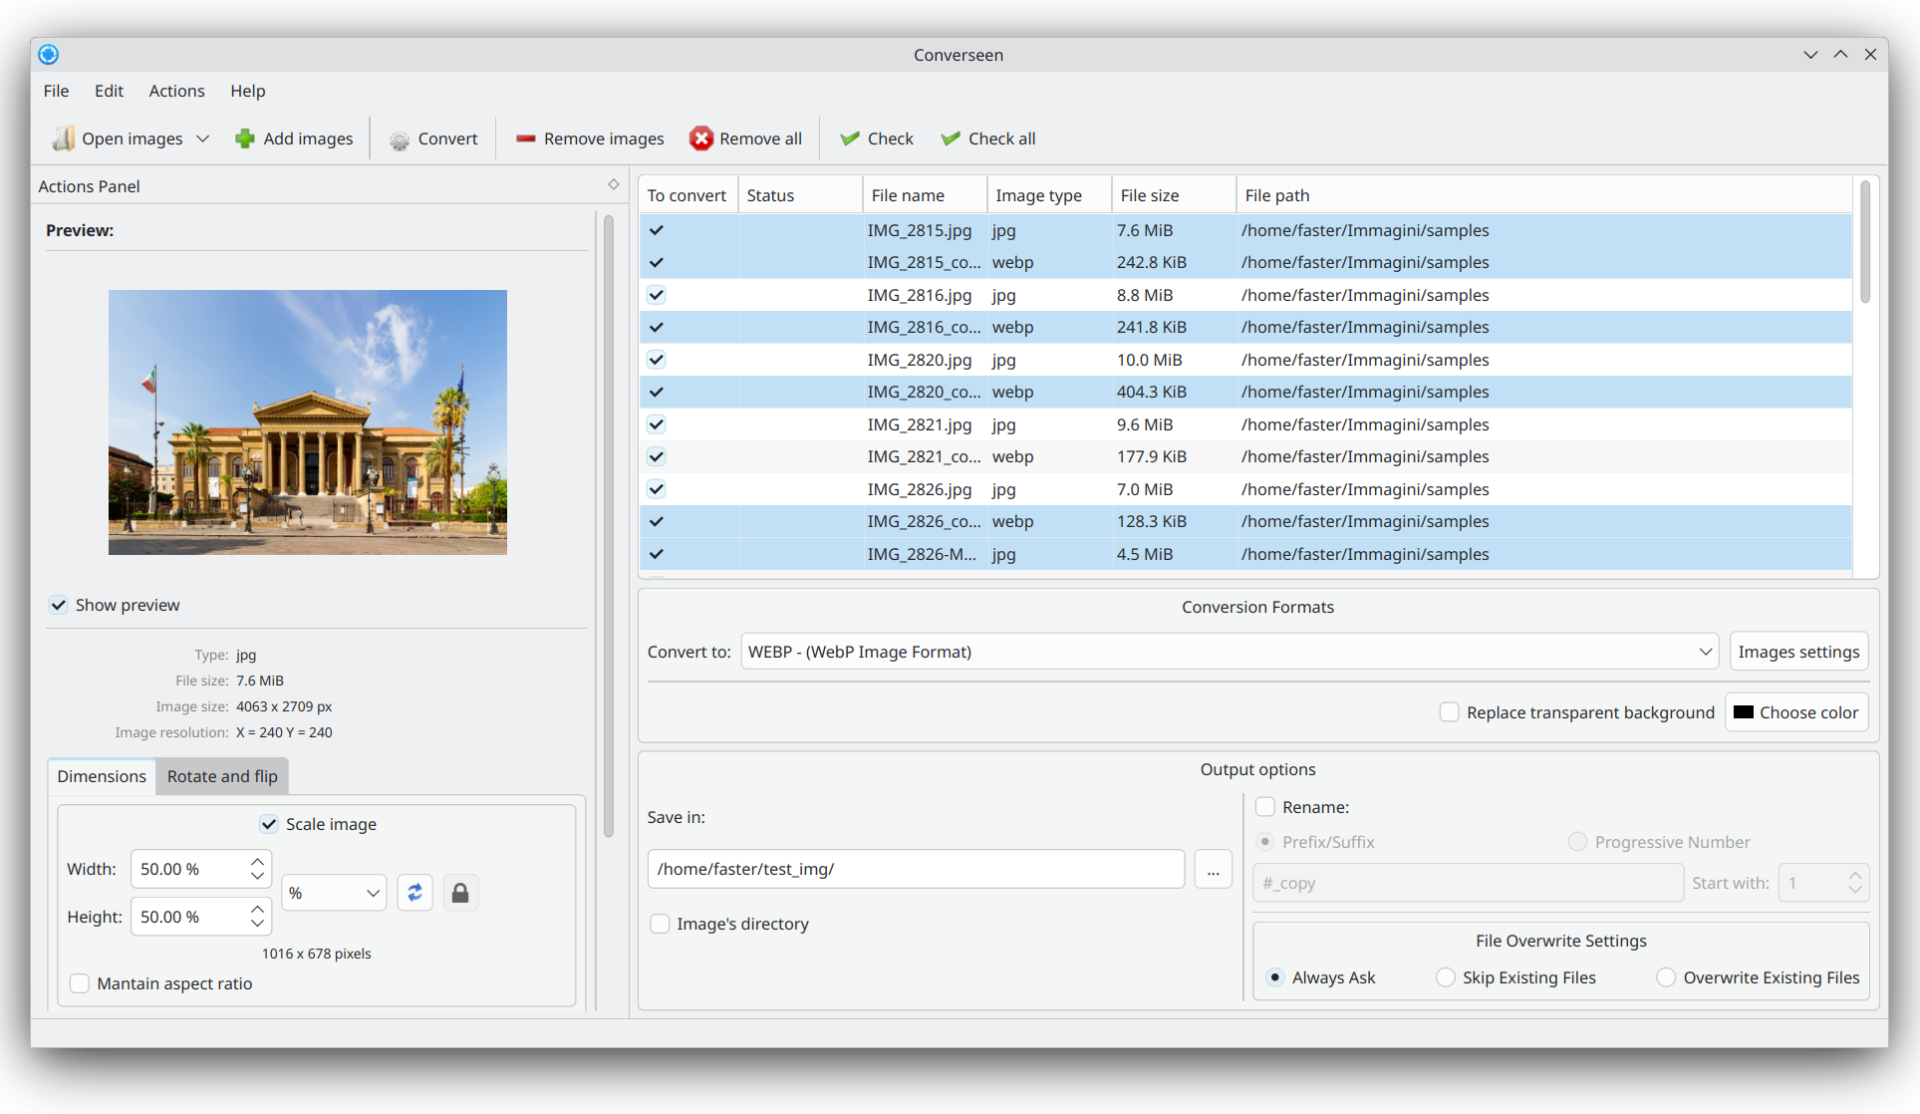 Converseen
File Edit Actions Help
Open images Add images Convert Remove images Remove all Check Check all
Actions Panel
Preview:
Show preview
Type: jpg
File size: 7.6 MiB
Image size: 4063 x 2709 px
Image resolution: X = 240 Y = 240
Dimensions Rotate and flip
Scale image
Width: 50.00 %
%
Height: 50.00 %
1016 x 678 pixels
Mantain aspect ratio
To convert Status File name Image type File size File path
IMG_2815.jpg jpg 7.6 MiB /home/faster/Immagini/samples
IMG_2815_co... webp 242.8 KiB /home/faster/Immagini/samples
IMG_2816.jpg jpg 8.8 MiB /home/faster/Immagini/samples
IMG_2816_co... webp 241.8 KiB /home/faster/Immagini/samples
IMG_2820.jpg jpg 10.0 MiB /home/faster/Immagini/samples
IMG_2820_co... webp 404.3 KiB /home/faster/Immagini/samples
IMG_2821.jpg jpg 9.6 MiB /home/faster/Immagini/samples
IMG_2821_co... webp 177.9 KiB /home/faster/Immagini/samples
IMG_2826.jpg jpg 7.0 MiB /home/faster/Immagini/samples
IMG_2826_co... webp 128.3 KiB /home/faster/Immagini/samples
IMG_2826-M... jpg 4.5 MiB /home/faster/Immagini/samples
Conversion Formats
Convert to: WEBP - (WebP Image Format) Images settings
Replace transparent background Choose color
Output options
Save in:
/home/faster/test_img/ ...
Image's directory
Rename:
Prefix/Suffix Progressive Number
#_copy Start with: 1
File Overwrite Settings
Always Ask Skip Existing Files Overwrite Existing Files